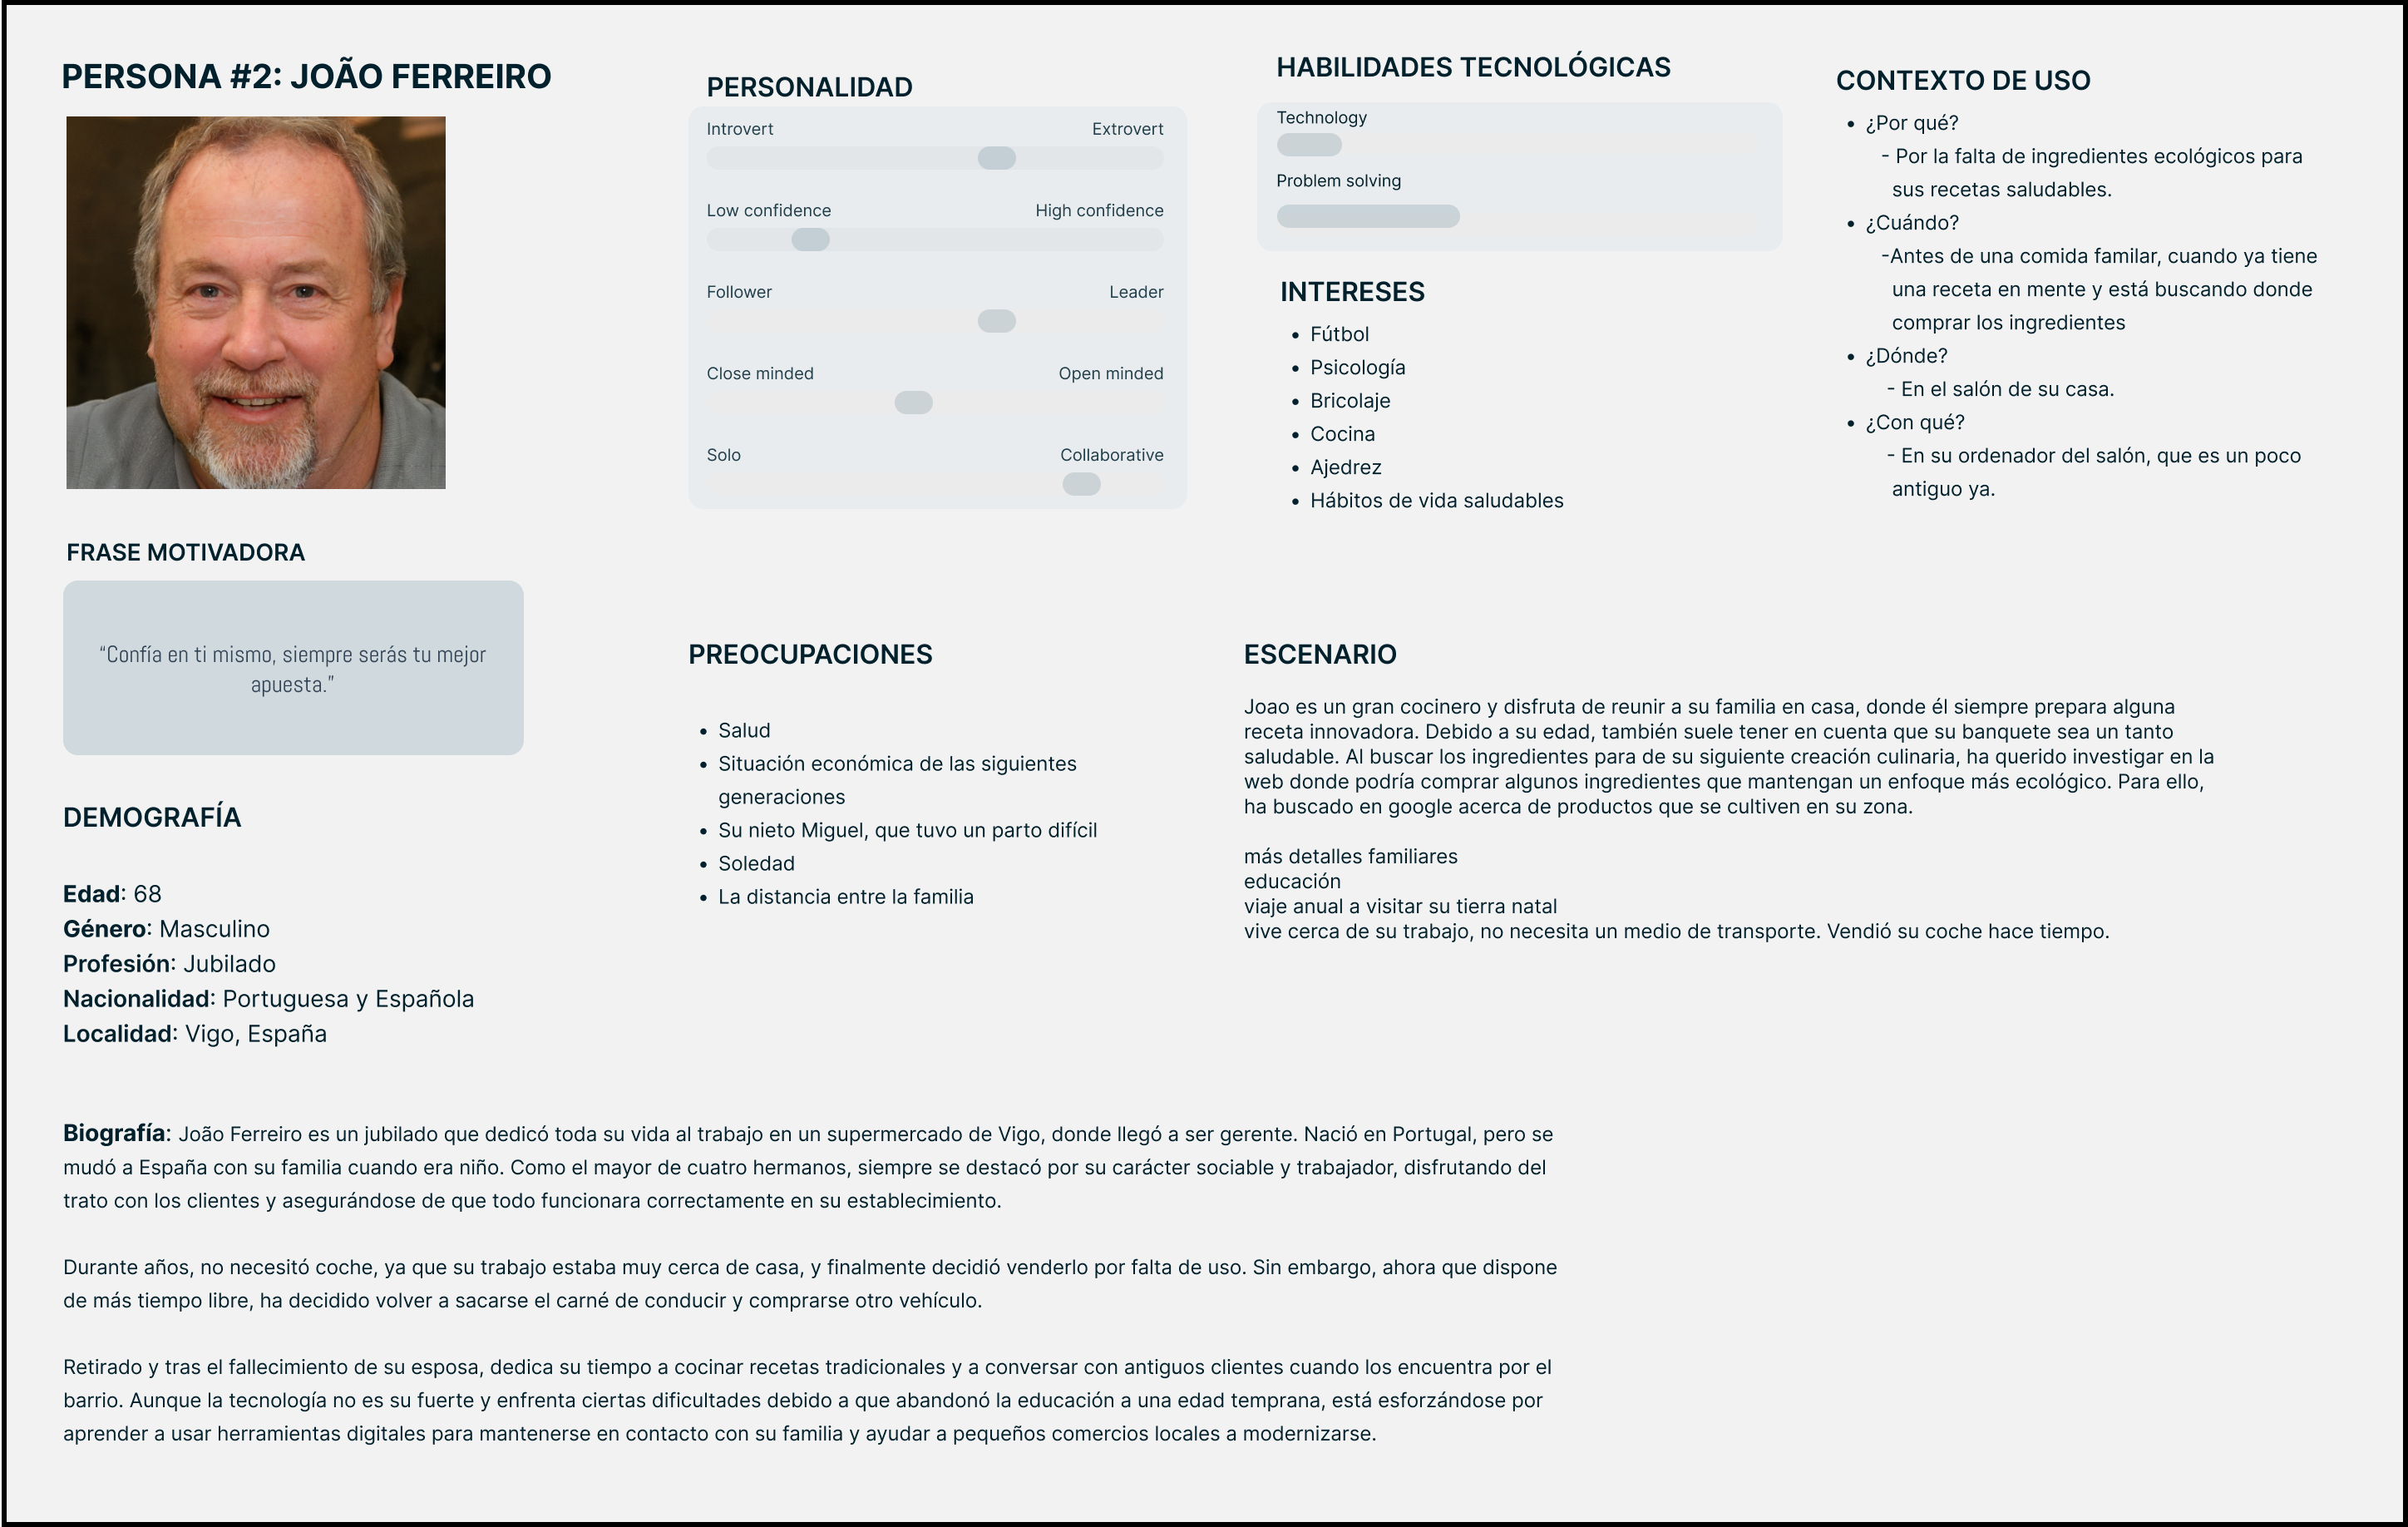 PERSONA #2: JOÃO FERREIRO
FRASE MOTIVADORA
“Confía en ti mismo, siempre serás tu mejor
apuesta.”
DEMOGRAFÍA
Edad: 68
Género: Masculino
Profesión: Jubilado
Nacionalidad: Portuguesa y Española
Localidad: Vigo, España
PERSONALIDAD
Introvert Extrovert
Low confidence High confidence
Follower Leader
Close minded Open minded
Solo Collaborative
HABILIDADES TECNOLÓGICAS
Technology
Problem solving
INTERESES
• Fútbol
• Psicología
• Bricolaje
• Cocina
• Ajedrez
• Hábitos de vida saludables
CONTEXTO DE USO
• ¿Por qué?
- Por la falta de ingredientes ecológicos para
sus recetas saludables.
• ¿Cuándo?
-Antes de una comida familar, cuando ya tiene
una receta en mente y está buscando donde
comprar los ingredientes
• ¿Dónde?
- En el salón de su casa.
• ¿Con qué?
- En su ordenador del salón, que es un poco
antiguo ya.
PREOCUPACIONES
• Salud
• Situación económica de las siguientes
generaciones
• Su nieto Miguel, que tuvo un parto difícil
• Soledad
• La distancia entre la familia
ESCENARIO
Joao es un gran cocinero y disfruta de reunir a su familia en casa, donde él siempre prepara alguna
receta innovadora. Debido a su edad, también suele tener en cuenta que su banquete sea un tanto
saludable. Al buscar los ingredientes para de su siguiente creación culinaria, ha querido investigar en la
web donde podría comprar algunos ingredientes que mantengan un enfoque más ecológico. Para ello,
ha buscado en google acerca de productos que se cultiven en su zona.
más detalles familiares
educación
viaje anual a visitar su tierra natal
vive cerca de su trabajo, no necesita un medio de transporte. Vendió su coche hace tiempo.
Biografía: João Ferreiro es un jubilado que dedicó toda su vida al trabajo en un supermercado de Vigo, donde llegó a ser gerente. Nació en Portugal, pero se
mudó a España con su familia cuando era niño. Como el mayor de cuatro hermanos, siempre se destacó por su carácter sociable y trabajador, disfrutando del
trato con los clientes y asegurándose de que todo funcionara correctamente en su establecimiento.
Durante años, no necesitó coche, ya que su trabajo estaba muy cerca de casa, y finalmente decidió venderlo por falta de uso. Sin embargo, ahora que dispone
de más tiempo libre, ha decidido volver a sacarse el carné de conducir y comprarse otro vehículo.
Retirado y tras el fallecimiento de su esposa, dedica su tiempo a cocinar recetas tradicionales y a conversar con antiguos clientes cuando los encuentra por el
barrio. Aunque la tecnología no es su fuerte y enfrenta ciertas dificultades debido a que abandonó la educación a una edad temprana, está esforzándose por
aprender a usar herramientas digitales para mantenerse en contacto con su familia y ayudar a pequeños comercios locales a modernizarse.